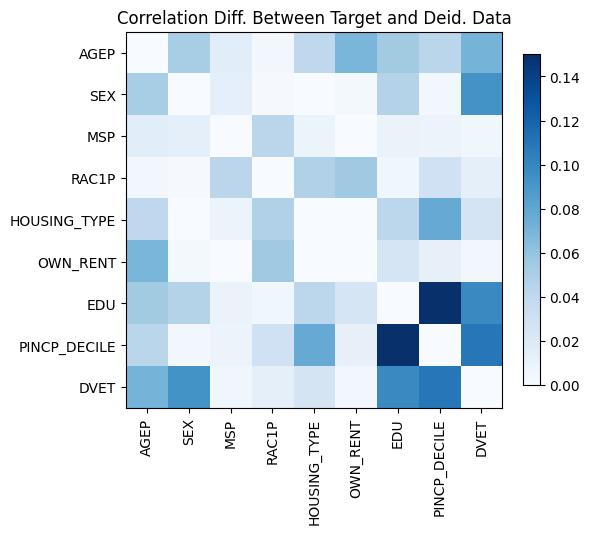 Correlation Diff. Between Target and Deid. Data
AGEP
SEX
MSP
RAC1P
HOUSING_TYPE
OWN_RENT
EDU
PINCP_DECILE
DVET
AGEP
SEX
MSP
RAC1P
HOUSING_TYPE
OWN_RENT
EDU
PINCP_DECILE
DVET
0.14
0.12
0.10
0.08
0.06
0.04
0.02
0.00